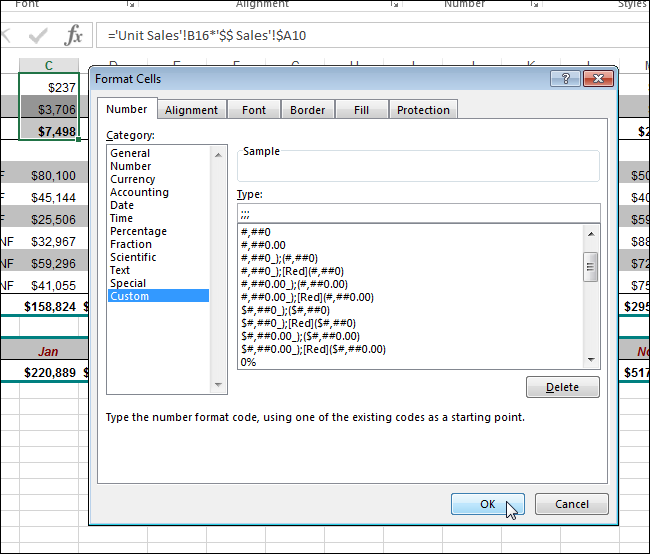 Font Alignment Number Styles
fx ='Unit Sales'!B16*'$$ Sales'!$A10
C
$237
$3,706
$7,498
F $80,100
F $45,144
F $25,506
NF $32,967
NF $59,296
NF $41,055
$158,824 $
Jan
$220,889 $
Format Cells
Number Alignment Font Border Fill Protection
Category:
General
Number
Currency
Accounting
Date
Time
Percentage
Fraction
Scientific
Text
Special
Custom
Sample
Type:
;;;
#,##0
#,##0.00
#,##0_);(#,##0)
#,##0_);[Red](#,##0)
#,##0.00_);(#,##0.00)
#,##0.00_);[Red](#,##0.00)
$#,##0_);($#,##0)
$#,##0_);[Red]($#,##0)
$#,##0.00_);($#,##0.00)
$#,##0.00_);[Red]($#,##0.00)
0%
Delete
Type the number format code, using one of the existing codes as a starting point.
OK Cancel
$2
$50
$40
$59
$88
$72
$75
$295
No
$517